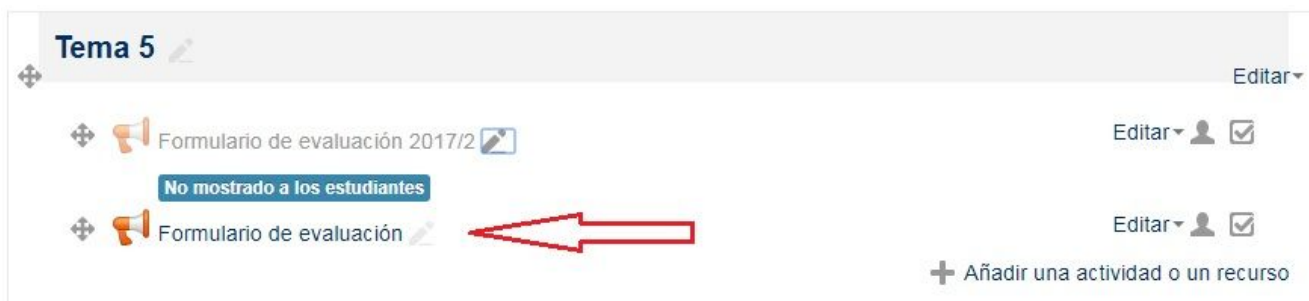 Tema 5
Editar
Formulario de evaluación 2017/2
Editar
No mostrado a los estudiantes
Formulario de evaluación
Editar
Añadir una actividad o un recurso